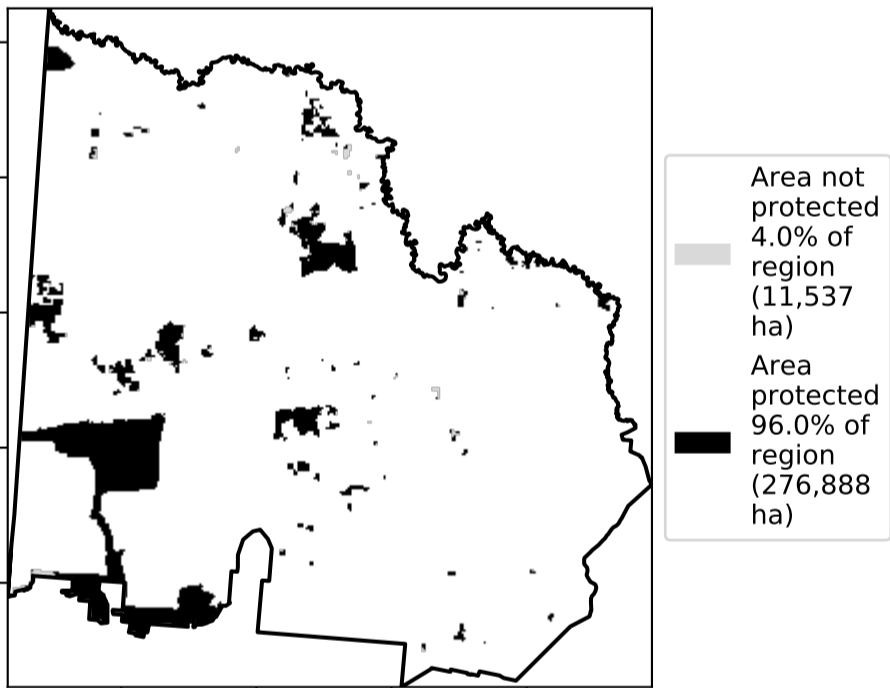 Area not
protected
4.0% of
region
(11,537
ha)
Area
protected
96.0% of
region
(276,888
ha)